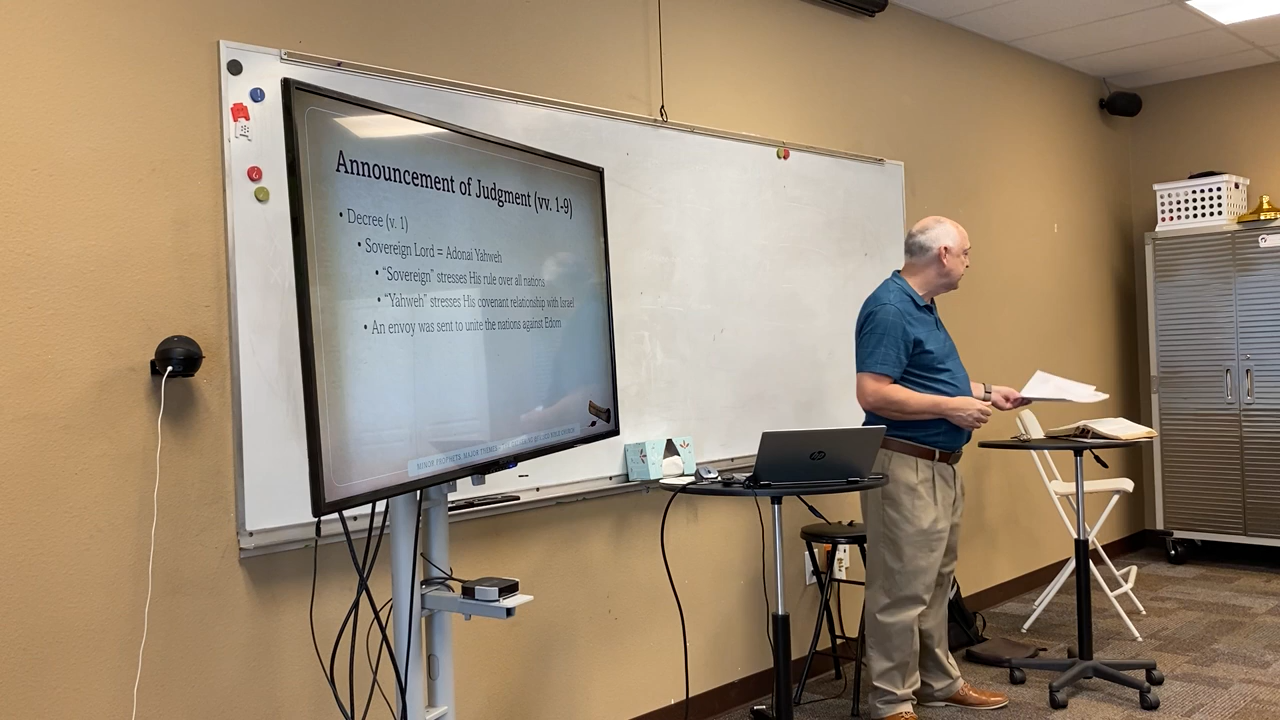 Announcement of Judgment (vv. 1-9)
• Decree (v. 1)
• Sovereign Lord = Adonai Yahweh
• “Sovereign” stresses His rule over all nations
• “Yahweh” stresses His covenant relationship with Israel
• An envoy was sent to unite the nations against Edom
MINOR PROPHETS, MAJOR THEMES:
hp